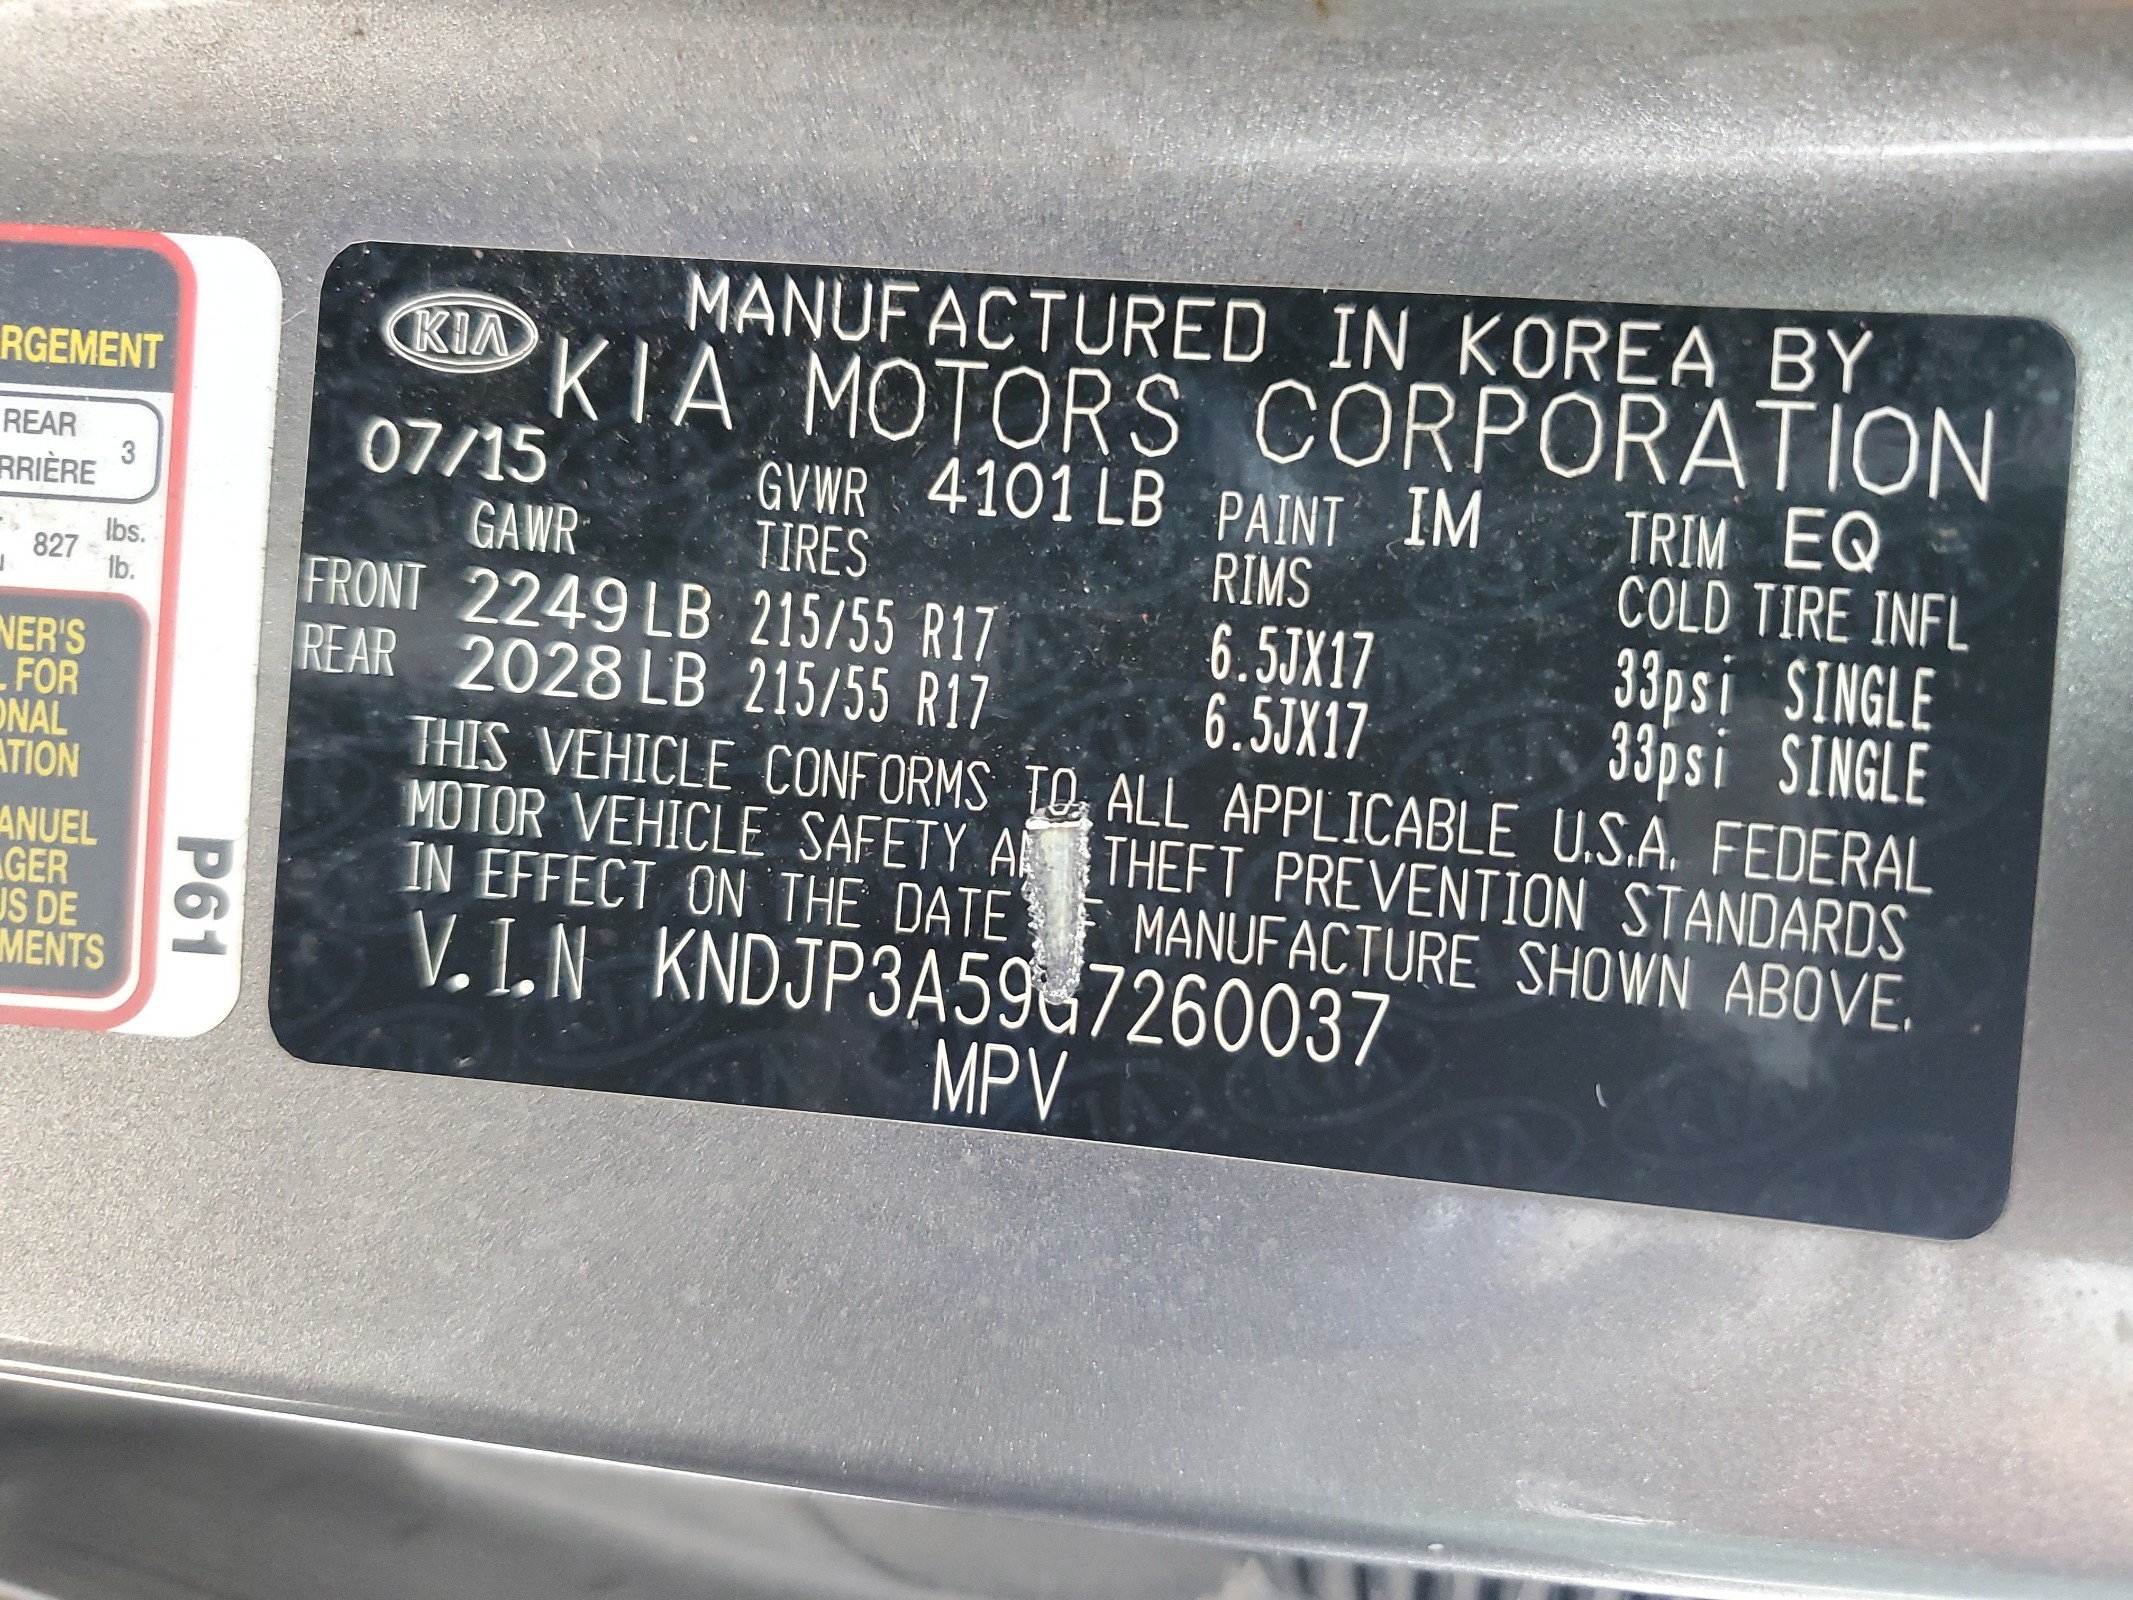 RGEMENT
REAR 3
RRIÈRE
827 lbs.
lb.
NER'S
L FOR
ONAL
ATION
ANUEL
AGER
US DE
MENTS
P61
KIA
MANUFACTURED IN KOREA BY
KIA MOTORS CORPORATION
07/15 GVWR 4101 LB PAINT IM TRIM EQ
GAWR TIRES RIMS COLD TIRE INFL
FRONT 2249 LB 215/55 R17 6.5JX17 33psi SINGLE
REAR 2028 LB 215/55 R17 6.5JX17 33psi SINGLE
THIS VEHICLE CONFORMS TO ALL APPLICABLE U.S.A. FEDERAL
MOTOR VEHICLE SAFETY THEFT PREVENTION STANDARDS
IN EFFECT ON THE DATE MANUFACTURE SHOWN ABOVE.
V.I.N KNDJP3A59G7260037
MPV